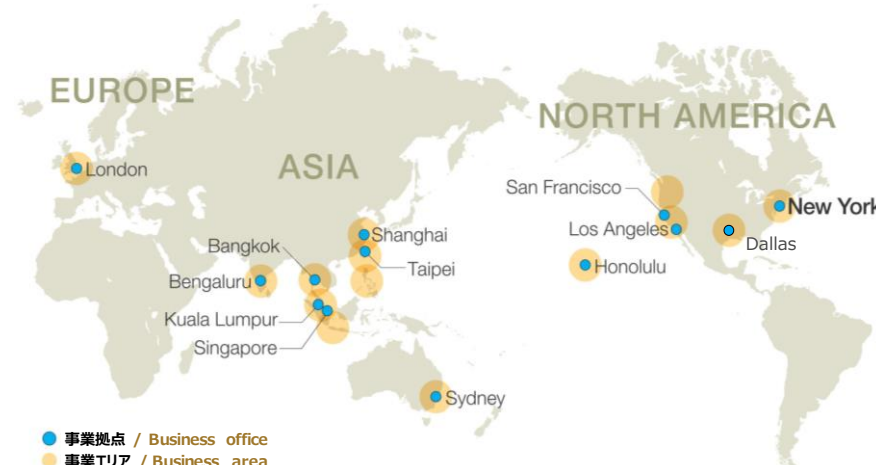 EUROPE
NORTH AMERICA
ASIA
London
San Francisco
New York
Shanghai
Los Angeles
Dallas
Bangkok
Taipei
Honolulu
Bengaluru
Kuala Lumpur
Singapore
Sydney
事業拠点 / Business office
事業エリア / Business area